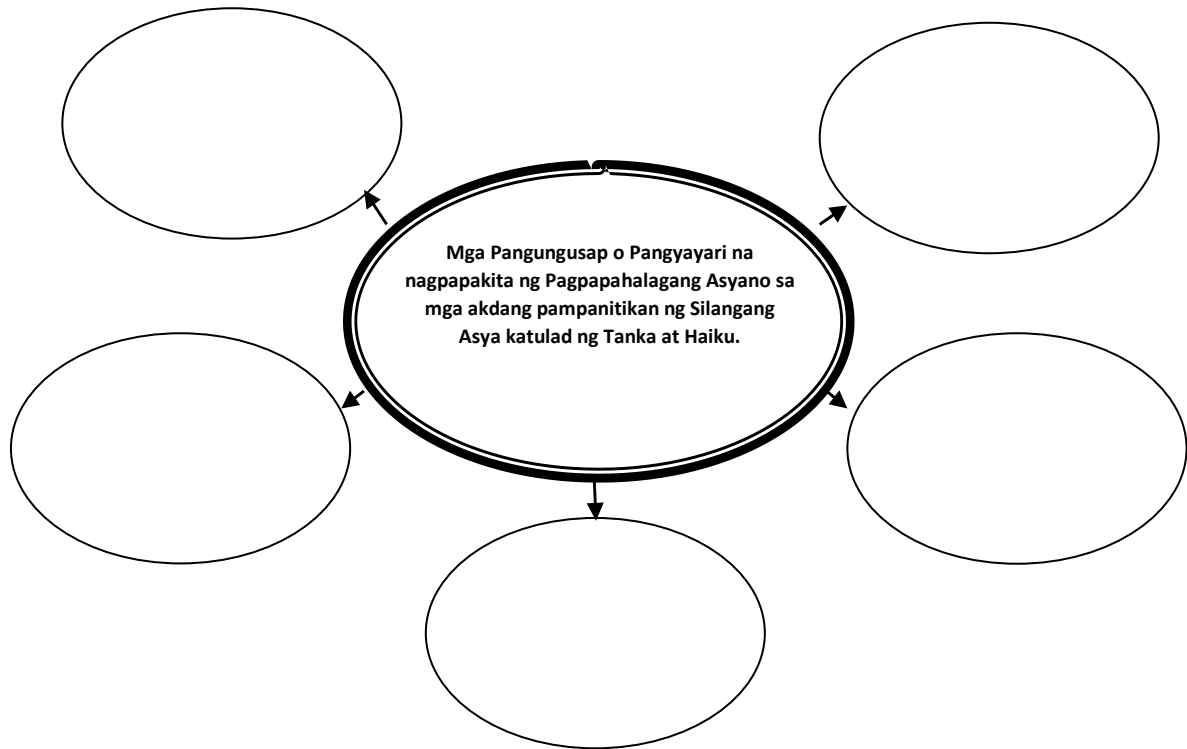 Mga Pangungusap o Pangyayari na
nagpapakita ng Pagpapahalagang Asyano sa
mga akdang pampanitikan ng Silangang
Asya katulad ng Tanka at Haiku.